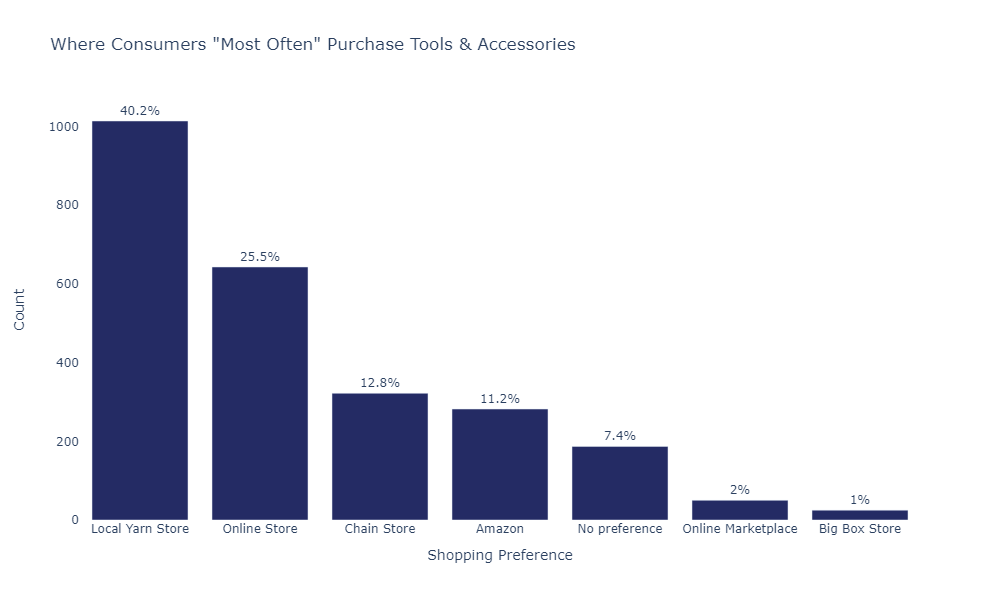 Where Consumers "Most Often" Purchase Tools & Accessories
40.2%
25.5%
12.8%
11.2%
7.4%
2%
1%
1000
800
600
400
200
0
Count
Local Yarn Store
Online Store
Chain Store
Amazon
No preference
Online Marketplace
Big Box Store
Shopping Preference